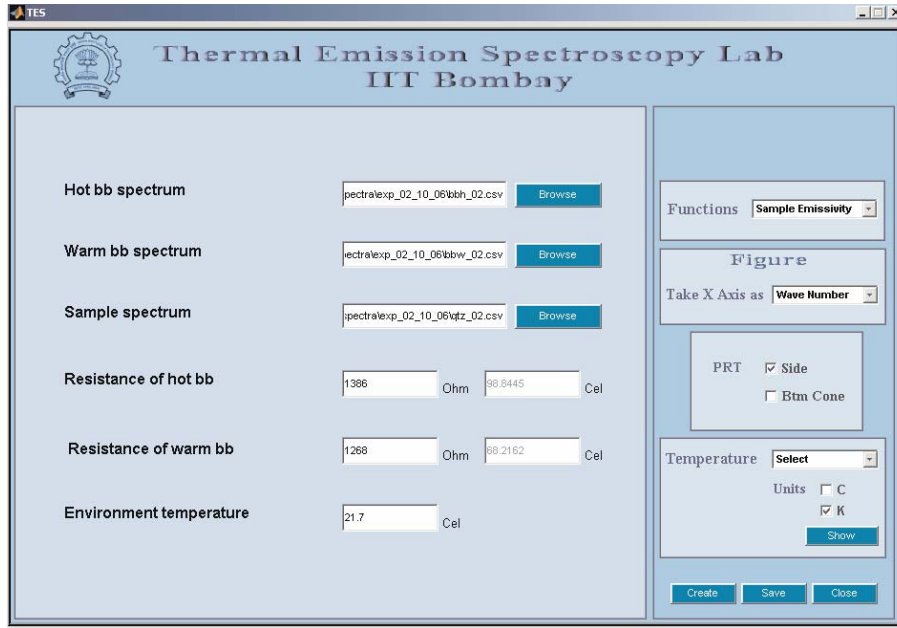 TES
Thermal Emission Spectroscopy Lab
IIT Bombay
Hot bb spectrum
pectra\exp_02_10_06\bbh_02.csv
Browse
Warm bb spectrum
ectra\exp_02_10_06\bbw_02.csv
Browse
Sample spectrum
pectra\exp_02_10_06\qtz_02.csv
Browse
Resistance of hot bb
1386
Ohm
98.8445
Cel
Resistance of warm bb
1268
Ohm
68.2162
Cel
Environment temperature
21.7
Cel
Functions
Sample Emissivity
Figure
Take X Axis as
Wave Number
PRT
Side
Btm Cone
Temperature
Select
Units
C
K
Show
Create
Save
Close